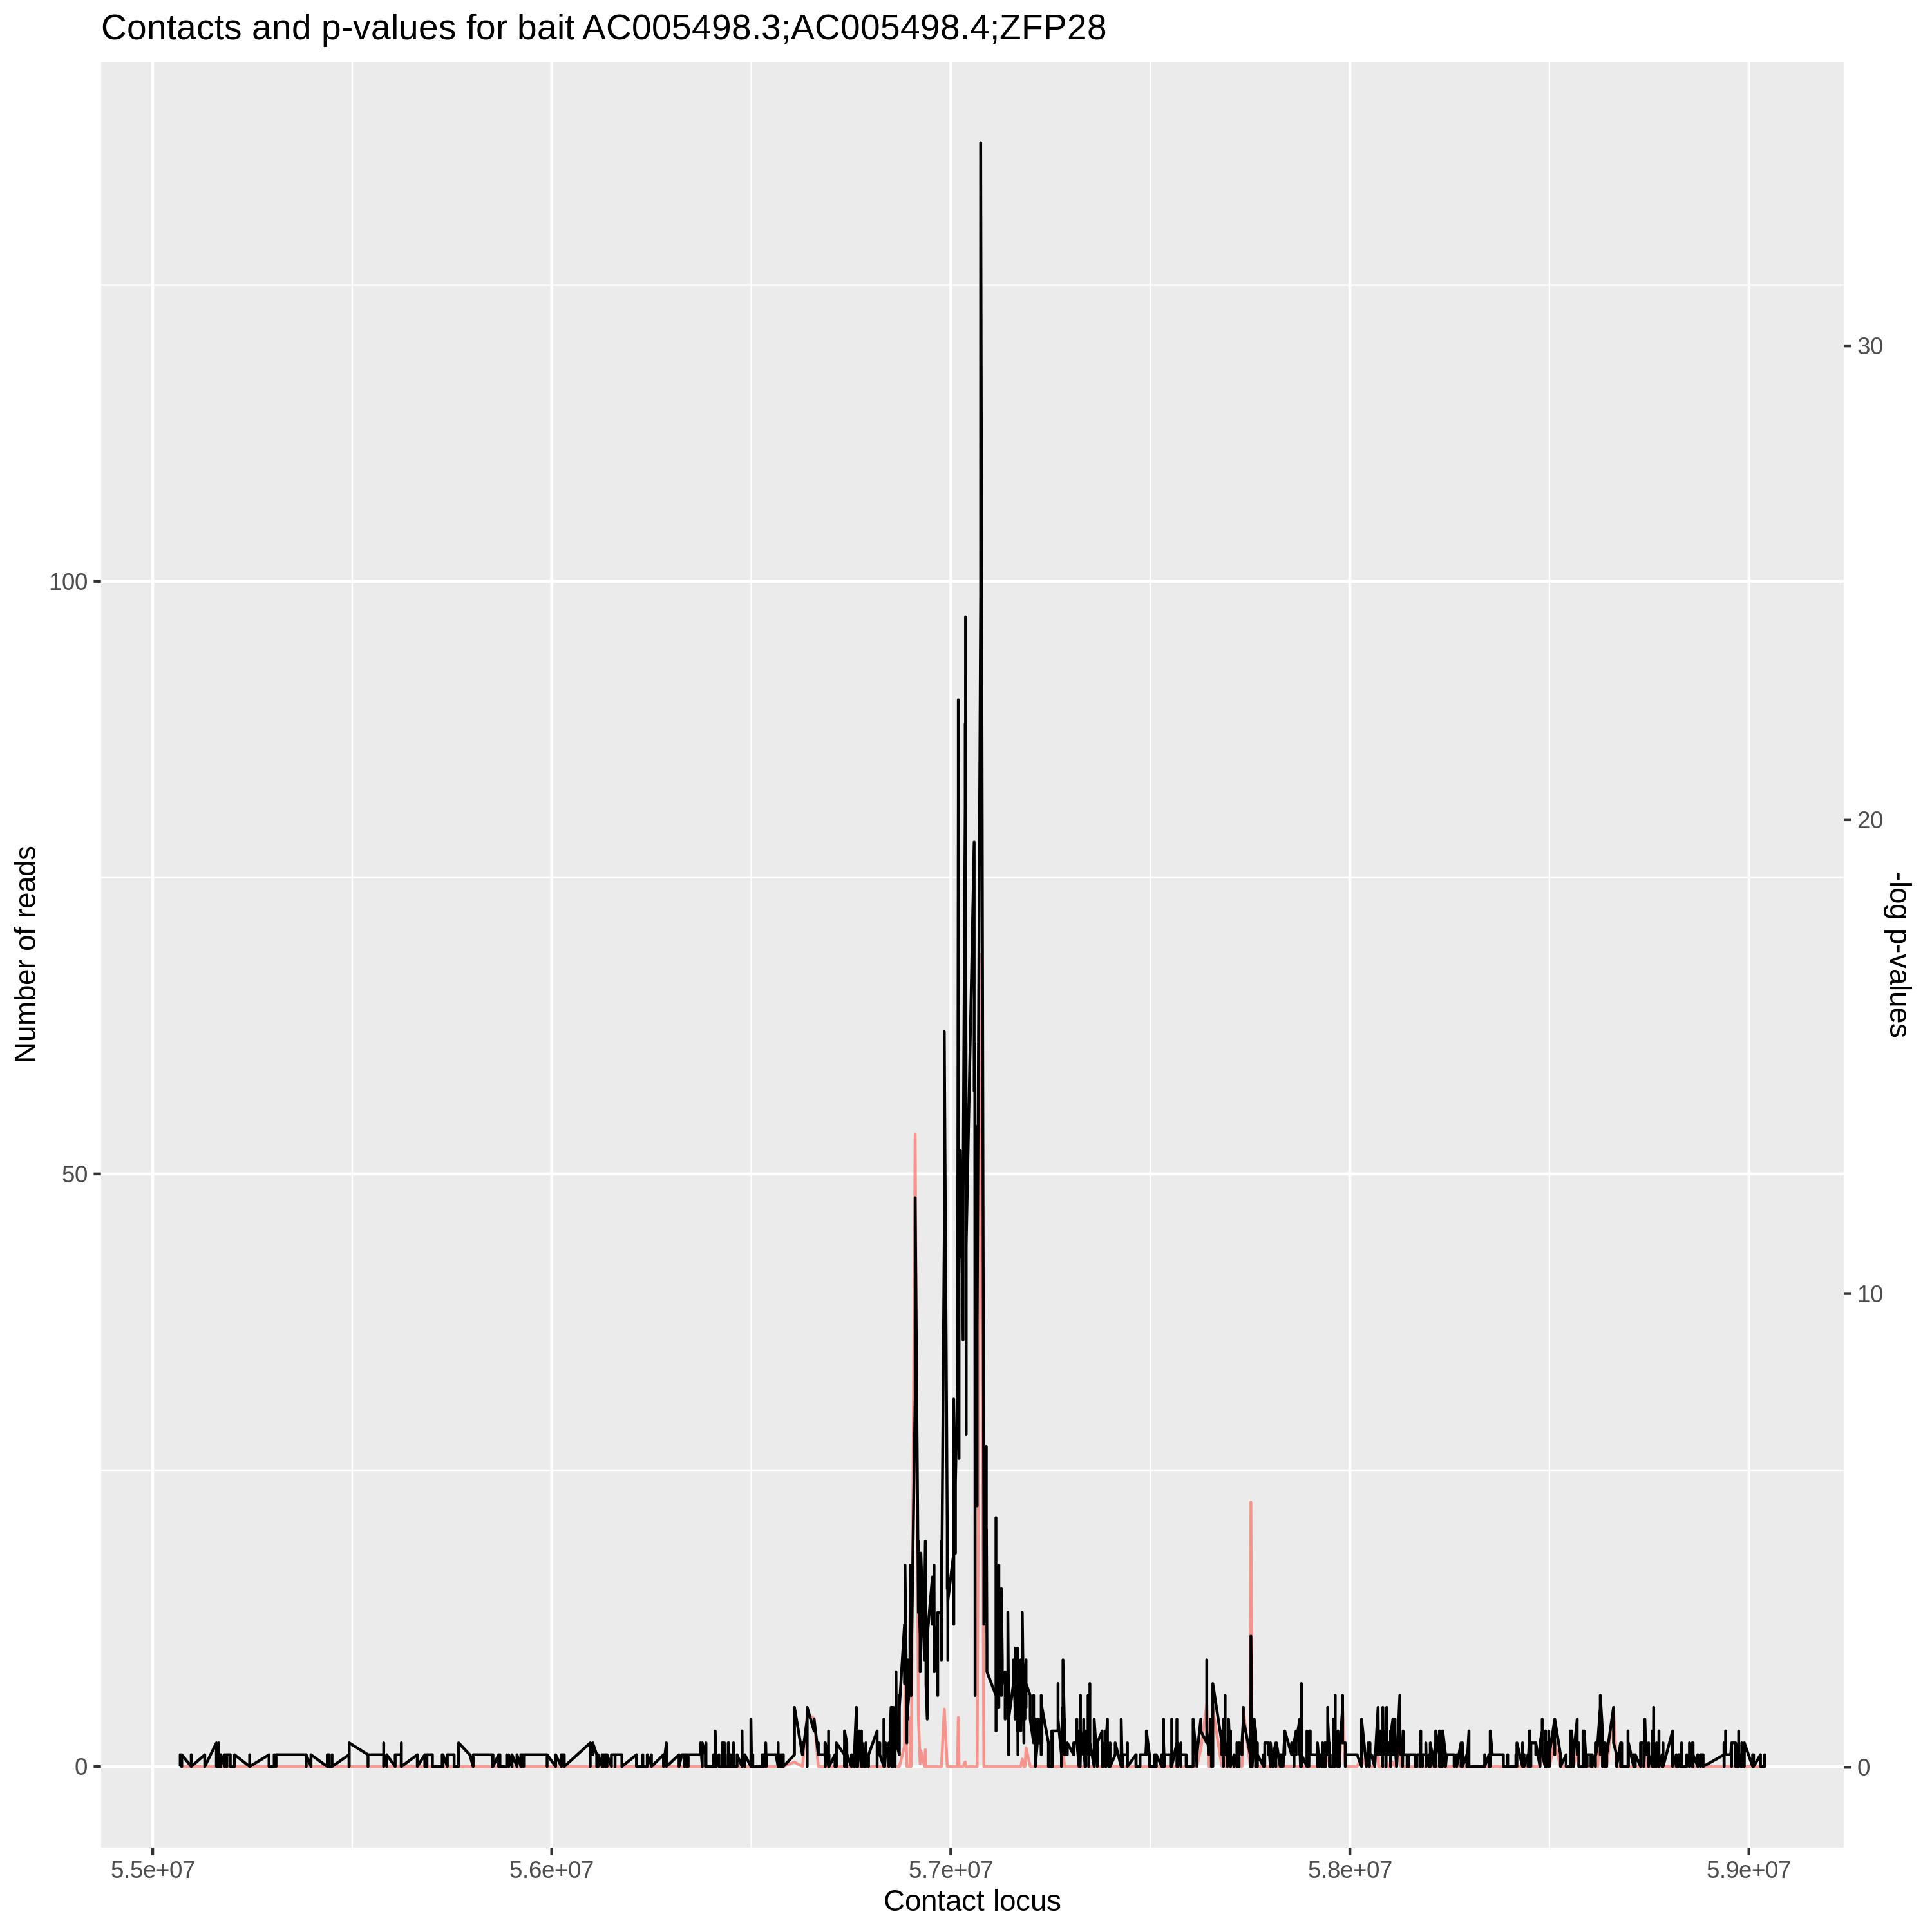 Contacts and p-values for bait AC005498.3;AC005498.4;ZFP28
Number of reads
100
50
0
30
20
10
0
-log p-values
5.5e+07 5.6e+07 5.7e+07 5.8e+07 5.9e+07
Contact locus